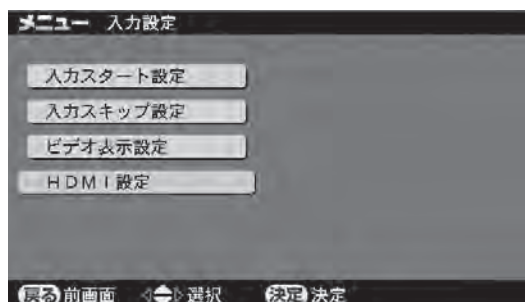 メニュー 入力設定
入力スタート設定
入力スキップ設定
ビデオ表示設定
HDMI設定
戻る 前画面 選択 決定 決定